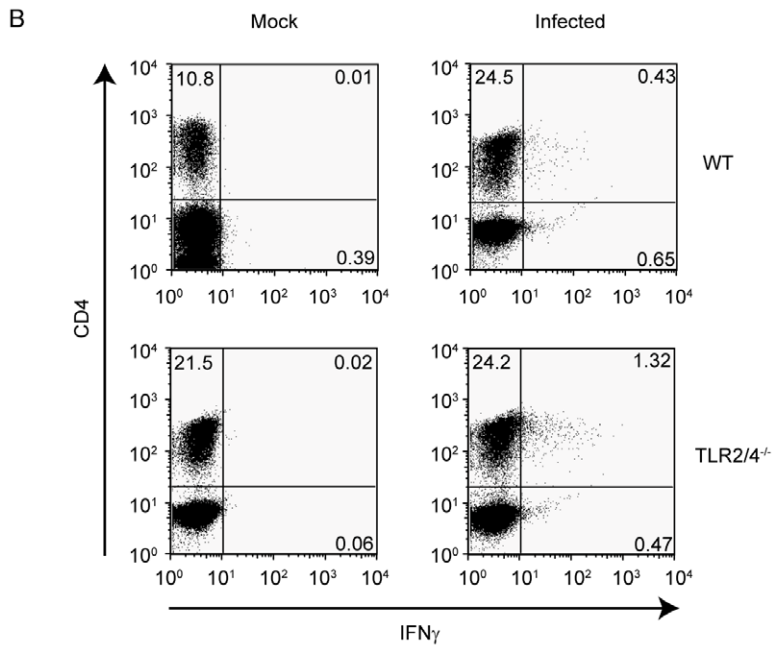 B
Mock Infected
10⁴ 10.8 0.01 10⁴ 24.5 0.43
10³ 10³
10² 10² WT
10¹ 10¹
10⁰ 0.39 10⁰ 0.65
10⁰ 10¹ 10² 10³ 10⁴ 10⁰ 10¹ 10² 10³ 10⁴
CD4
10⁴ 21.5 0.02 10⁴ 24.2 1.32
10³ 10³
10² 10² TLR2/4⁻/⁻
10¹ 10¹
10⁰ 0.06 10⁰ 0.47
10⁰ 10¹ 10² 10³ 10⁴ 10⁰ 10¹ 10² 10³ 10⁴
IFNγ